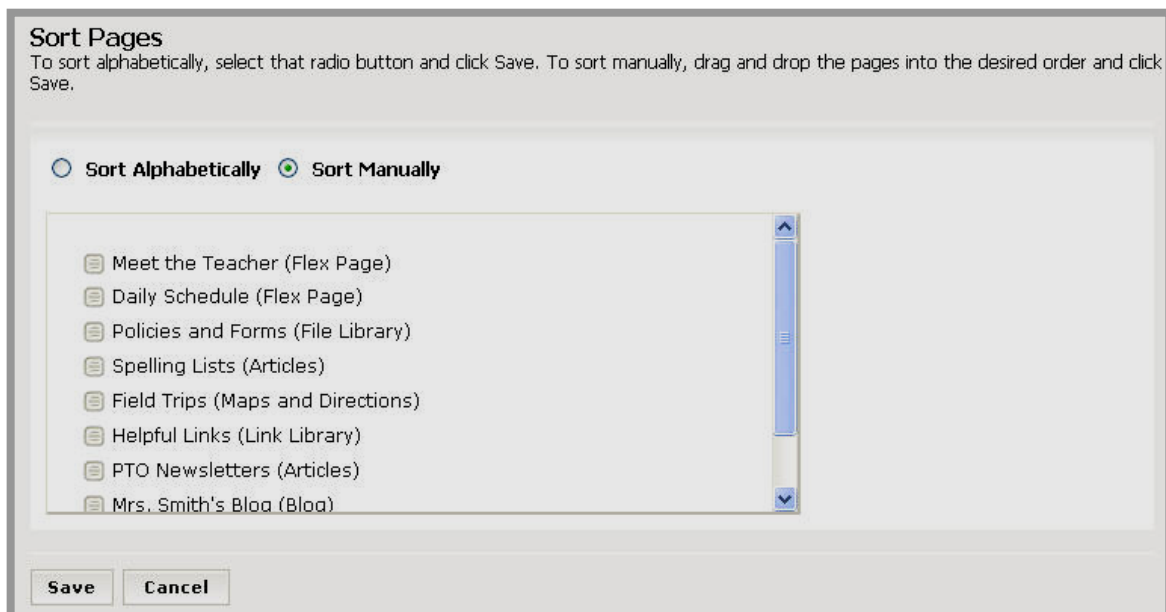 Sort Pages
To sort alphabetically, select that radio button and click Save. To sort manually, drag and drop the pages into the desired order and click
Save.
Sort Alphabetically Sort Manually
Meet the Teacher (Flex Page)
Daily Schedule (Flex Page)
Policies and Forms (File Library)
Spelling Lists (Articles)
Field Trips (Maps and Directions)
Helpful Links (Link Library)
PTO Newsletters (Articles)
Mrs. Smith's Blog (Blog)
Save Cancel